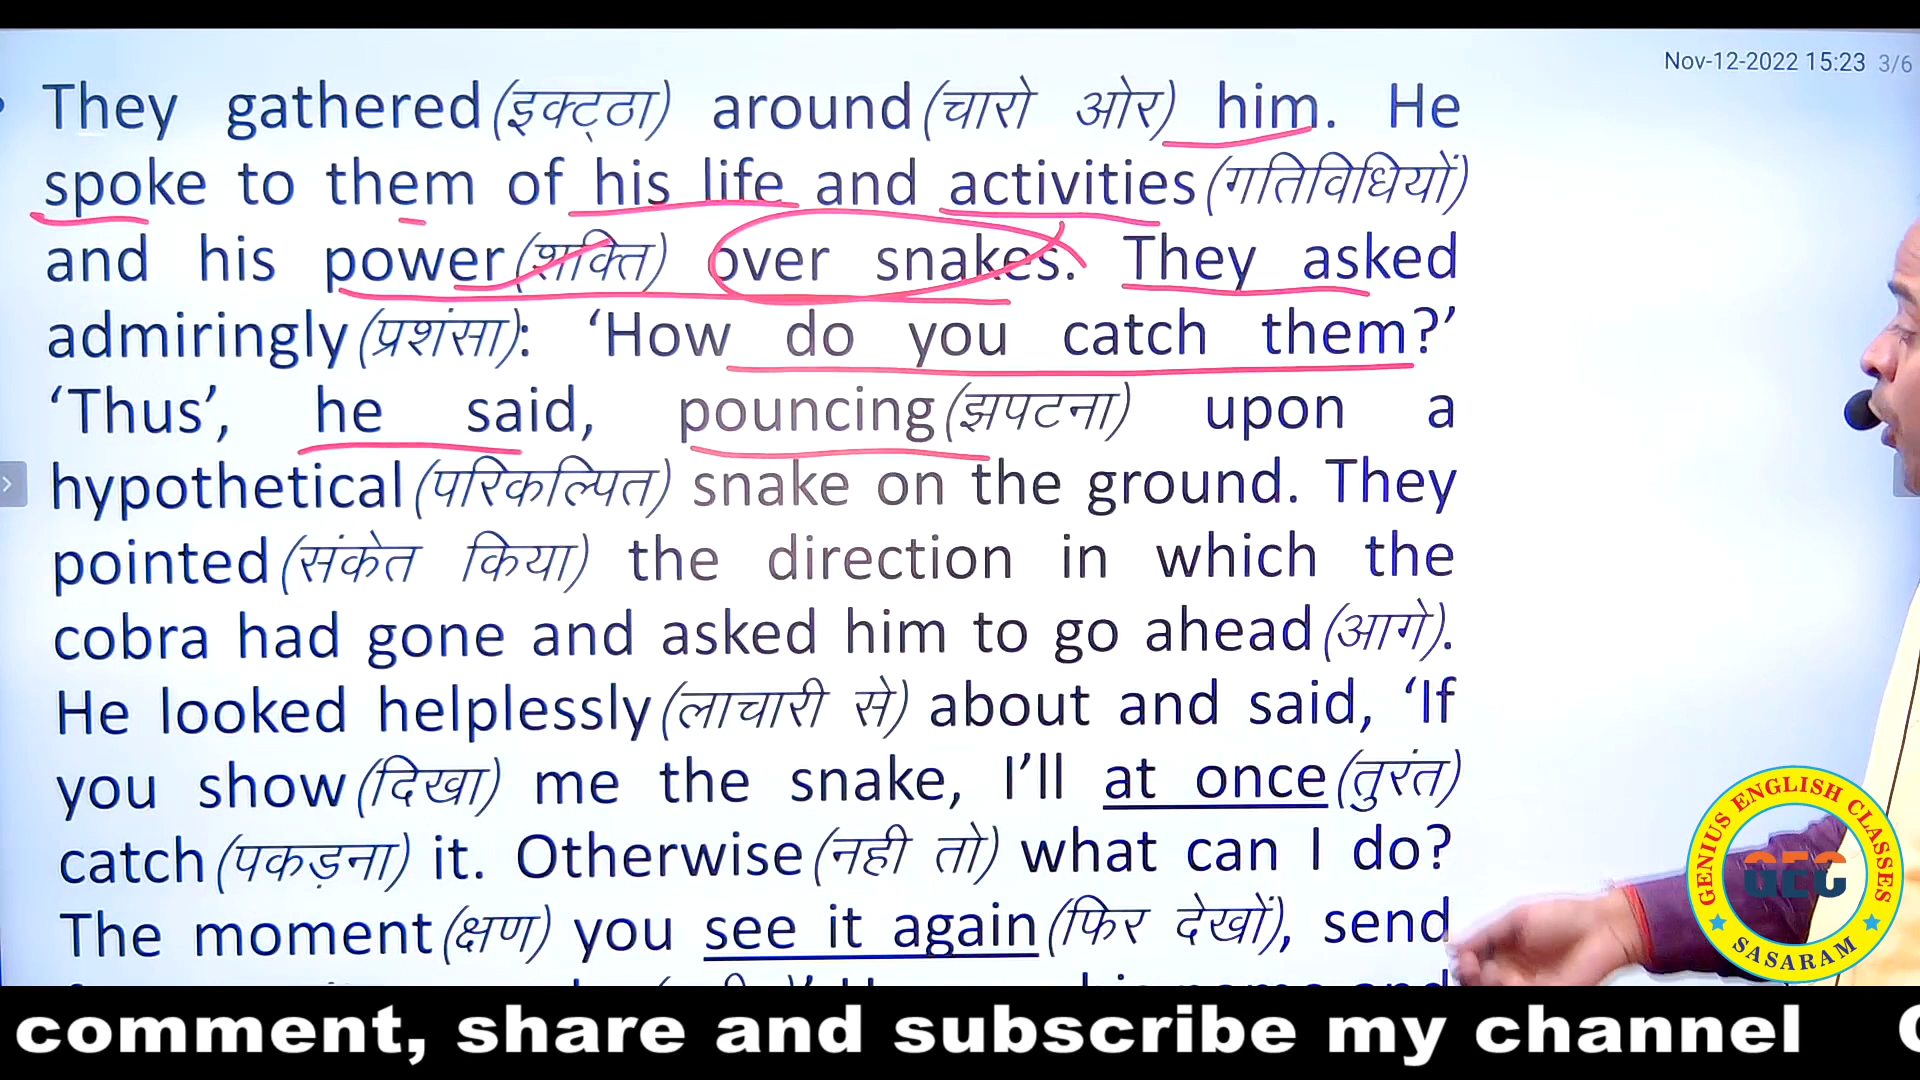 Nov-12-2022 15:23 3/6
They gathered(इक्ट्ठा) around(चारो ओर) him. He
spoke to them of his life and activities(गतिविधियों)
and his power(शक्ति) over snakes. They asked
admiringly(प्रशंसा): ‘How do you catch them?’
‘Thus’, he said, pouncing(झपटना) upon a
hypothetical(परिकल्पित) snake on the ground. They
pointed(संकेत किया) the direction in which the
cobra had gone and asked him to go ahead(आगे).
He looked helplessly(लाचारी से) about and said, ‘If
you show(दिखा) me the snake, I’ll at once(तुरंत)
catch(पकड़ना) it. Otherwise(नही तो) what can I do?
The moment(क्षण) you see it again(फिर देखों), send
GENIUS ENGLISH CLASSES
GEC
SASARAM
comment, share and subscribe my channel